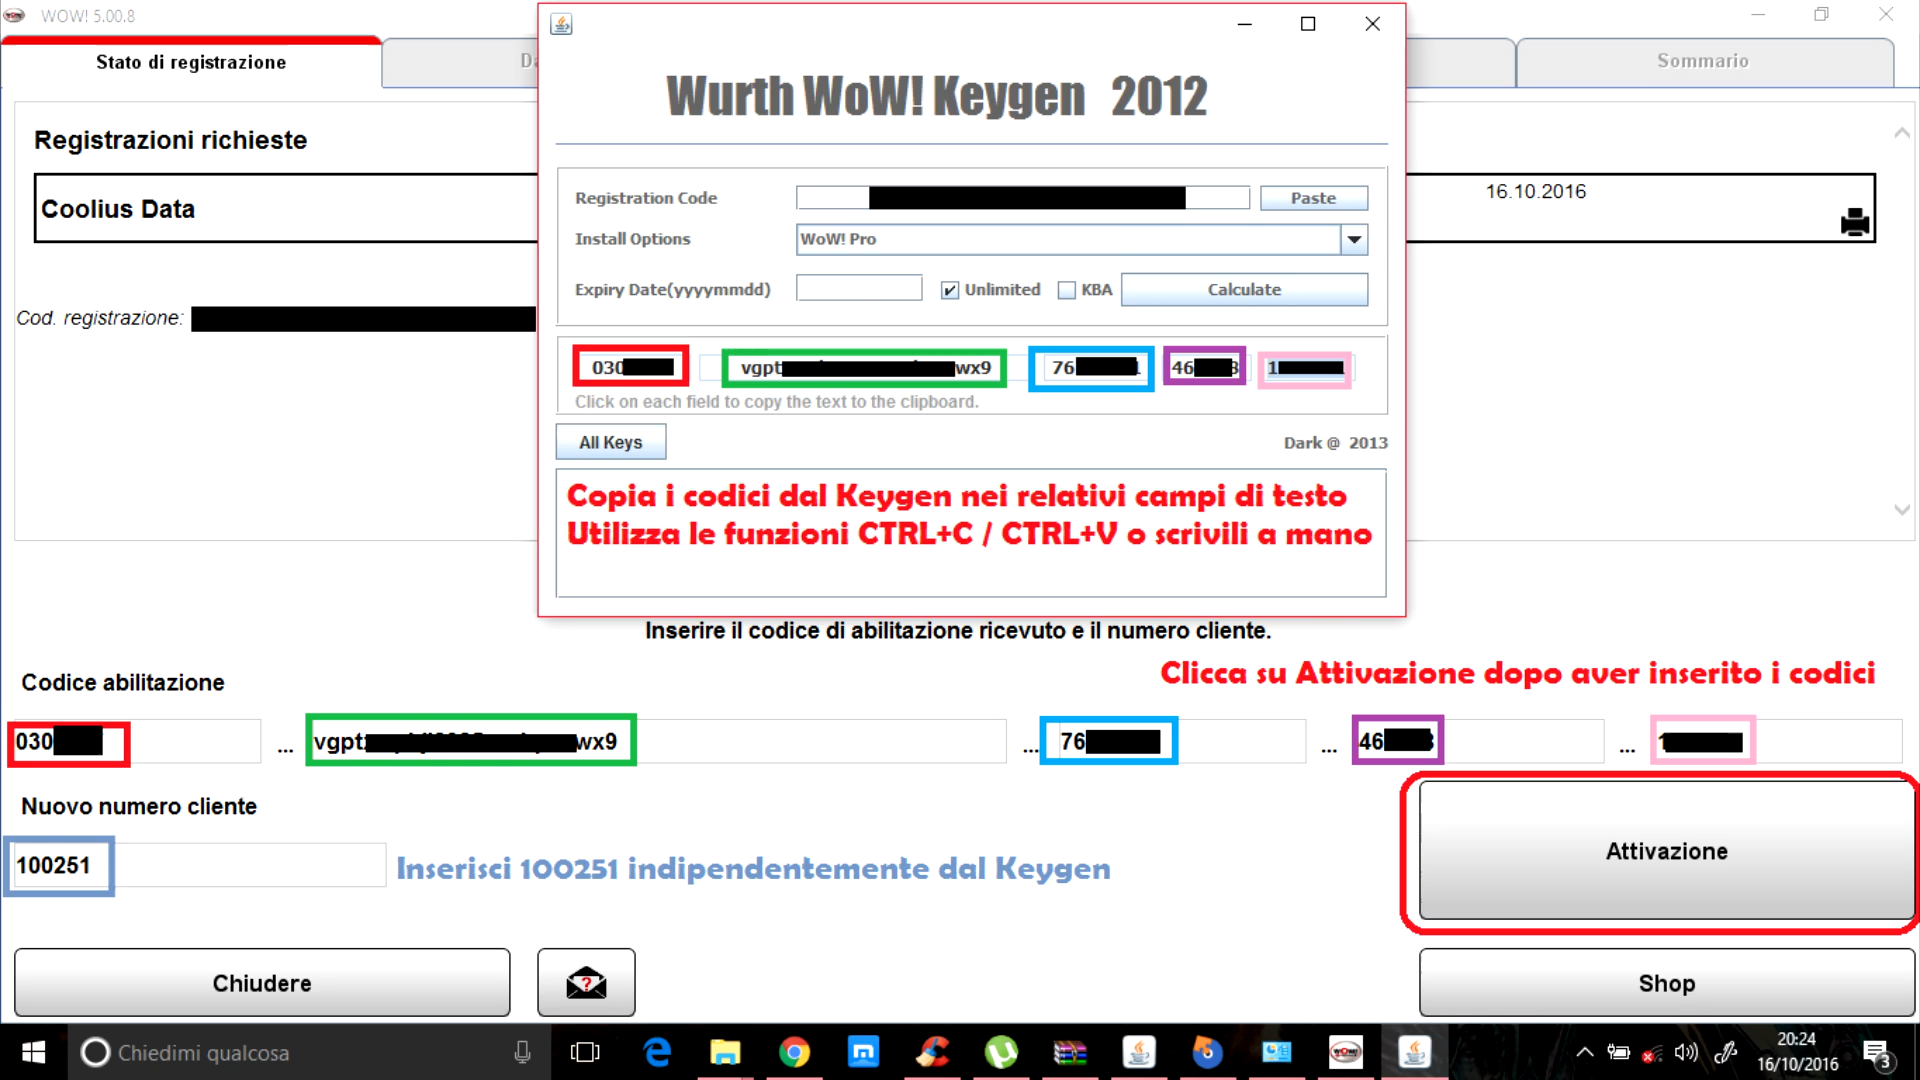 WOW! 5.00.8
Stato di registrazione
Sommario
Registrazioni richieste
Coolius Data
16.10.2016
Cod. registrazione:
Wurth WoW! Keygen 2012
Registration Code
Paste
Install Options
WoW! Pro
Expiry Date(yyyymmdd)
Unlimited
KBA
Calculate
030
vgpt
wx9
76
46
1
Click on each field to copy the text to the clipboard.
All Keys
Dark @ 2013
Copia i codici dal Keygen nei relativi campi di testo
Utilizza le funzioni CTRL+C / CTRL+V o scrivili a mano
Inserire il codice di abilitazione ricevuto e il numero cliente.
Clicca su Attivazione dopo aver inserito i codici
Codice abilitazione
030
...
vgpt
wx9
...
76
...
46
...
Nuovo numero cliente
100251
Inserisci 100251 indipendentemente dal Keygen
Attivazione
Chiudere
?
Shop
Chiedimi qualcosa
20:24
16/10/2016
3